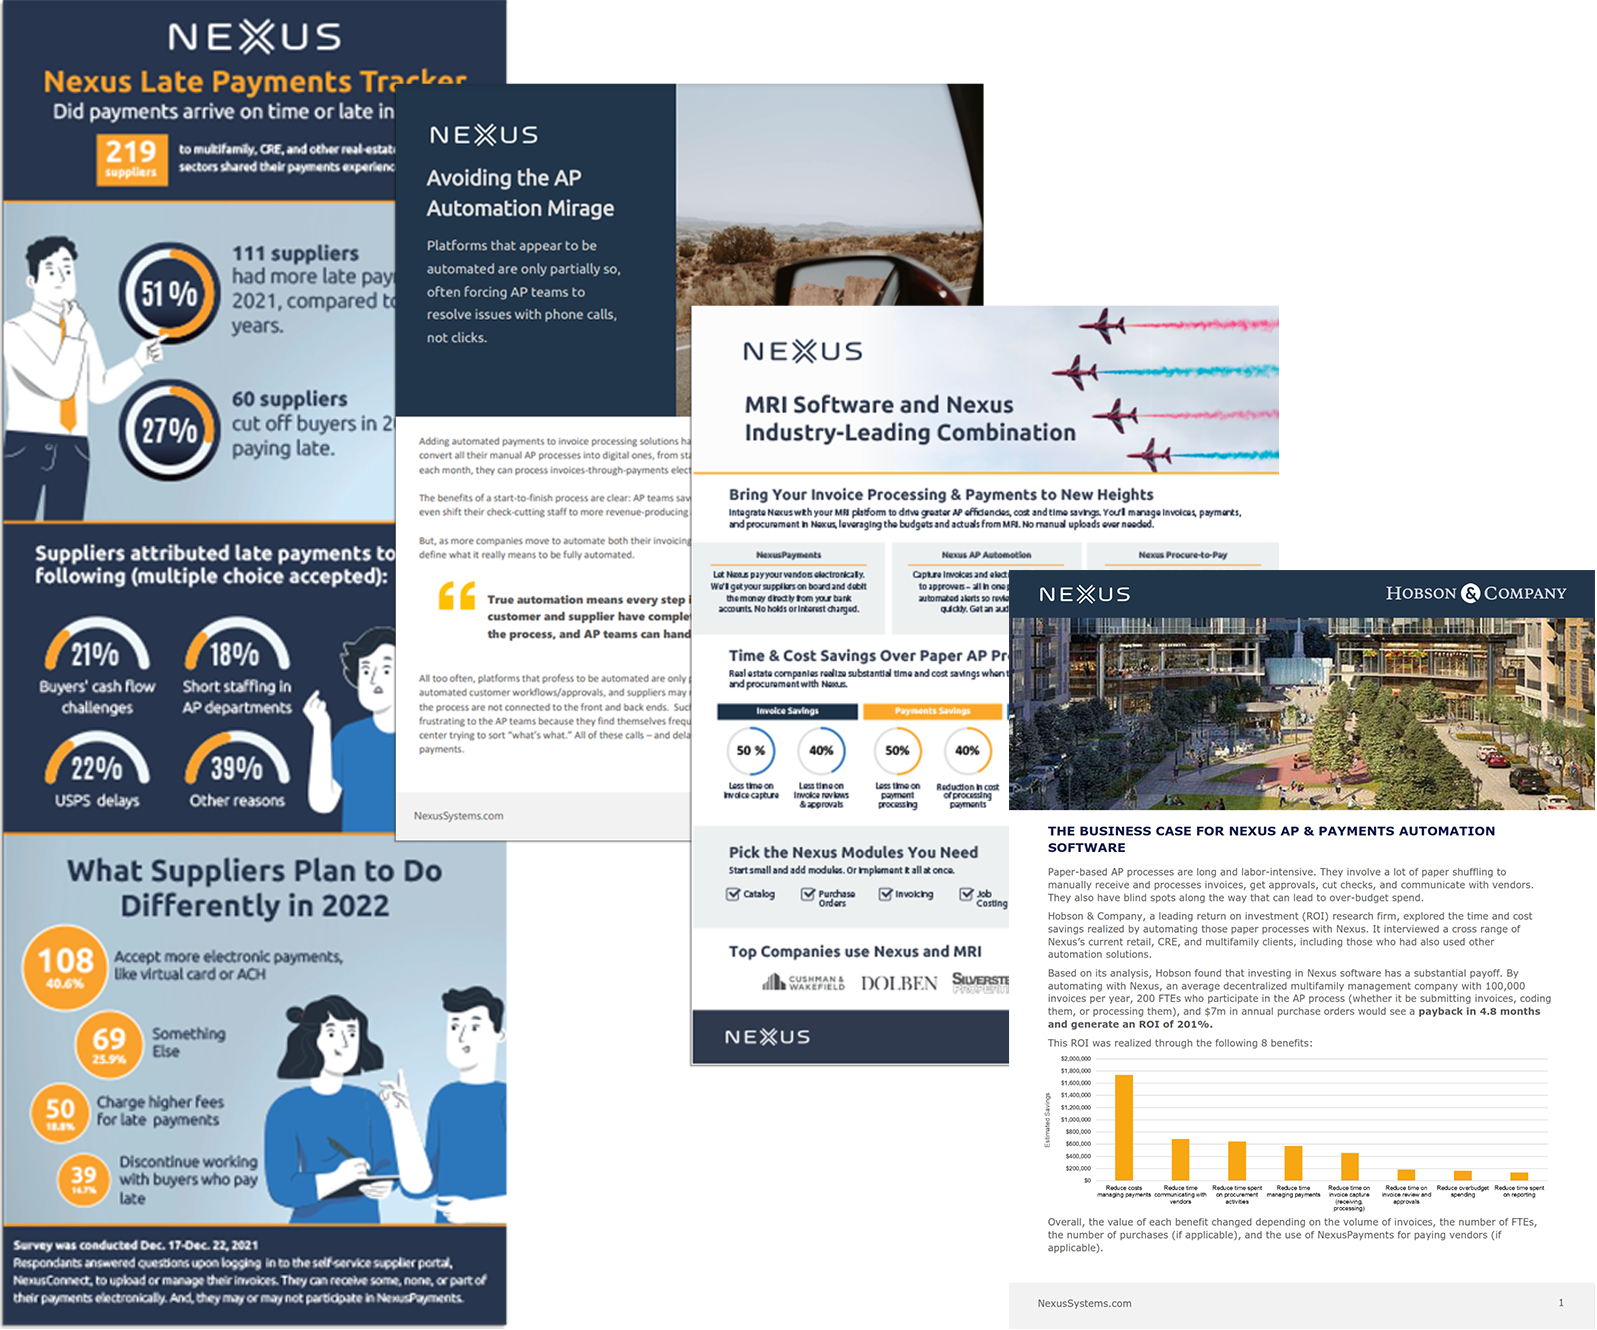 NEXUS
Nexus Late Payments Tracker
Did payments arrive on time or late in
219
suppliers
to multifamily, CRE, and other real-estate
sectors shared their payments experienc
51%
111 suppliers
had more late pay
2021, compared to
years.
27%
60 suppliers
cut off buyers in 2
paying late.
Suppliers attributed late payments to
following (multiple choice accepted):
21%
Buyers' cash flow
challenges
18%
Short staffing in
AP departments
22%
USPS delays
39%
Other reasons
What Suppliers Plan to Do
Differently in 2022
108
40.6%
Accept more electronic payments,
like virtual card or ACH
69
25.9%
Something
Else
50
18.8%
Charge higher fees
for late payments
39
14.7%
Discontinue working
with buyers who pay
late
Survey was conducted Dec. 17-Dec. 22, 2021
Respondants answered questions upon logging in to the self-service supplier portal,
NexusConnect, to upload or manage their invoices. They can receive some, none, or part of
their payments electronically. And, they may or may not participate in NexusPayments.
NEXUS
Avoiding the AP
Automation Mirage
Platforms that appear to be
automated are only partially so,
often forcing AP teams to
resolve issues with phone calls,
not clicks.
Adding automated payments to invoice processing solutions ha
convert all their manual AP processes into digital ones, from sta
each month, they can process invoices-through-payments elect
The benefits of a start-to-finish process are clear: AP teams sav
even shift their check-cutting staff to more revenue-producing
But, as more companies move to automate both their invoicing
define what it really means to be fully automated.
True automation means every step i
customer and supplier have complet
the process, and AP teams can hand
All too often, platforms that profess to be automated are only p
automated customer workflows/approvals, and suppliers may r
the process are not connected to the front and back ends. Such
frustrating to the AP teams because they find themselves frequ
center trying to sort "what's what." All of these calls – and dela
payments.
NexusSystems.com
NEXUS
MRI Software and Nexus
Industry-Leading Combination
Bring Your Invoice Processing & Payments to New Heights
Integrate Nexus with your MRI platform to drive greater AP efficiencies, cost and time savings. You'll manage invoices, payments,
and procurement in Nexus, leveraging the budgets and actuals from MRI. No manual uploads ever needed.
NexusPayments
Let Nexus pay your vendors electronically.
We'll get your suppliers on board and debit
the money directly from your bank
accounts. No holds or interest charged.
Nexus AP Automation
Capture invoices and elect
to approvers – all in one p
automated alerts so revie
quickly. Get an aud
Nexus Procure-to-Pay
Time & Cost Savings Over Paper AP Pr
Real estate companies realize substantial time and cost savings when t
and procurement with Nexus.
Invoice Savings
Payments Savings
50 %
40%
50%
40%
Less time on
invoice capture
Less time on
invoice reviews
& approvals
Less time on
payment
processing
Reduction in cost
of processing
payments
Pick the Nexus Modules You Need
Start small and add modules. Or implement it all at once.
Catalog
Purchase
Orders
Invoicing
Job
Costing
Top Companies use Nexus and MRI
CUSHMAN &
WAKEFIELD
DOLBEN
SILVERSTE
PROPERTIE
NEXUS
NEXUS
HOBSON & COMPANY
THE BUSINESS CASE FOR NEXUS AP & PAYMENTS AUTOMATION
SOFTWARE
Paper-based AP processes are long and labor-intensive. They involve a lot of paper shuffling to
manually receive and processes invoices, get approvals, cut checks, and communicate with vendors.
They also have blind spots along the way that can lead to over-budget spend.
Hobson & Company, a leading return on investment (ROI) research firm, explored the time and cost
savings realized by automating those paper processes with Nexus. It interviewed a cross range of
Nexus's current retail, CRE, and multifamily clients, including those who had also used other
automation solutions.
Based on its analysis, Hobson found that investing in Nexus software has a substantial payoff. By
automating with Nexus, an average decentralized multifamily management company with 100,000
invoices per year, 200 FTEs who participate in the AP process (whether it be submitting invoices, coding
them, or processing them), and $7m in annual purchase orders would see a payback in 4.8 months
and generate an ROI of 201%.
This ROI was realized through the following 8 benefits:
Estimated Savings
$2,000,000
$1,800,000
$1,600,000
$1,400,000
$1,200,000
$1,000,000
$800,000
$600,000
$400,000
$200,000
$0
Reduce costs
managing payments
Reduce time
communicating with
vendors
Reduce time spent
on procurement
activities
Reduce time
managing payments
Reduce time on
invoice capture
(receiving,
processing)
Reduce time on
invoice review and
approvals
Reduce overbudget
spending
Reduce time spent
on reporting
Overall, the value of each benefit changed depending on the volume of invoices, the number of FTEs,
the number of purchases (if applicable), and the use of NexusPayments for paying vendors (if
applicable).
NexusSystems.com
1